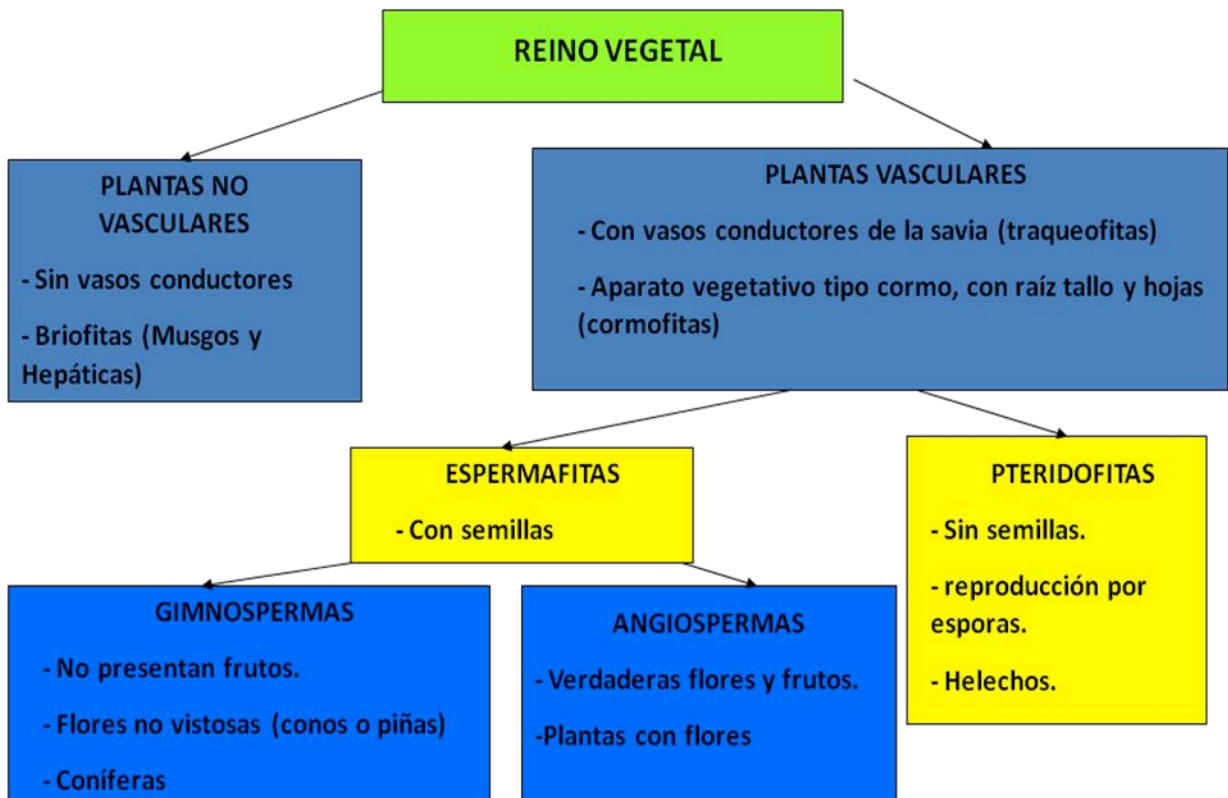 REINO VEGETAL
PLANTAS NO
VASCULARES
- Sin vasos conductores
- Briofitas (Musgos y
Hepáticas)
PLANTAS VASCULARES
- Con vasos conductores de la savia (traqueofitas)
- Aparato vegetativo tipo cormo, con raíz tallo y hojas
(cormofitas)
ESPERMAFITAS
- Con semillas
PTERIDOFITAS
- Sin semillas.
- reproducción por
esporas.
- Helechos.
GIMNOSPERMAS
- No presentan frutos.
- Flores no vistosas (conos o piñas)
- Coníferas
ANGIOSPERMAS
- Verdaderas flores y frutos.
-Plantas con flores